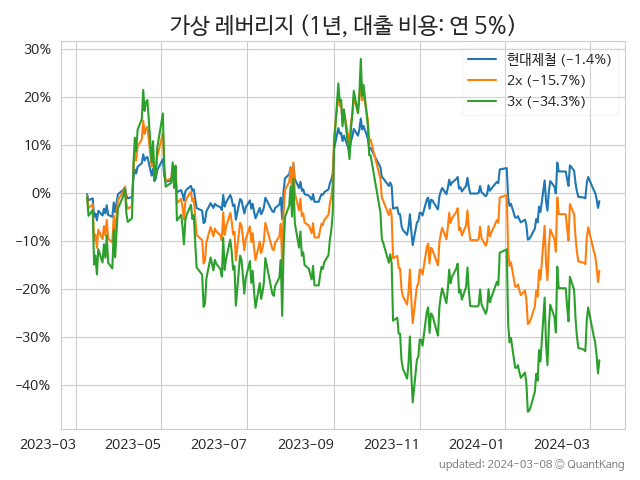 가상 레버리지 (1년, 대출 비용: 연 5%)
30%
20%
10%
0%
−10%
−20%
−30%
−40%
현대제철 (−1.4%)
2x (−15.7%)
3x (−34.3%)
2023-03 2023-05 2023-07 2023-09 2023-11 2024-01 2024-03
updated: 2024-03-08 ⓒ QuantKang